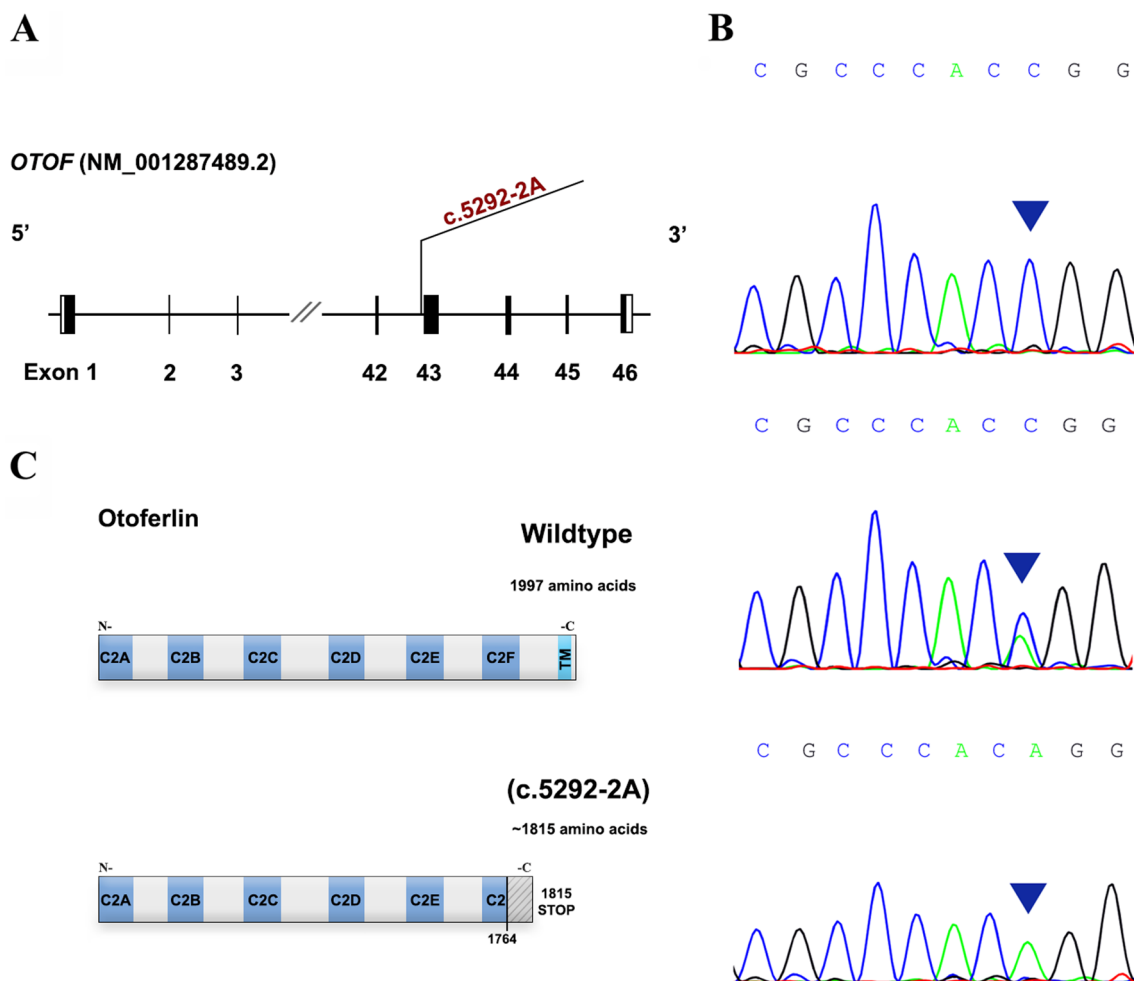 A
OTOF (NM_001287489.2)
5’
c.5292-2A
3’
Exon 1 2 3 42 43 44 45 46
B
C G C C C A C C G G
C G C C C A C C G G
C G C C C A C A G G
C
Otoferlin
Wildtype
1997 amino acids
N- -C
C2A C2B C2C C2D C2E C2F TM
(c.5292-2A)
~1815 amino acids
N- -C
C2A C2B C2C C2D C2E C2
1815
STOP
1764